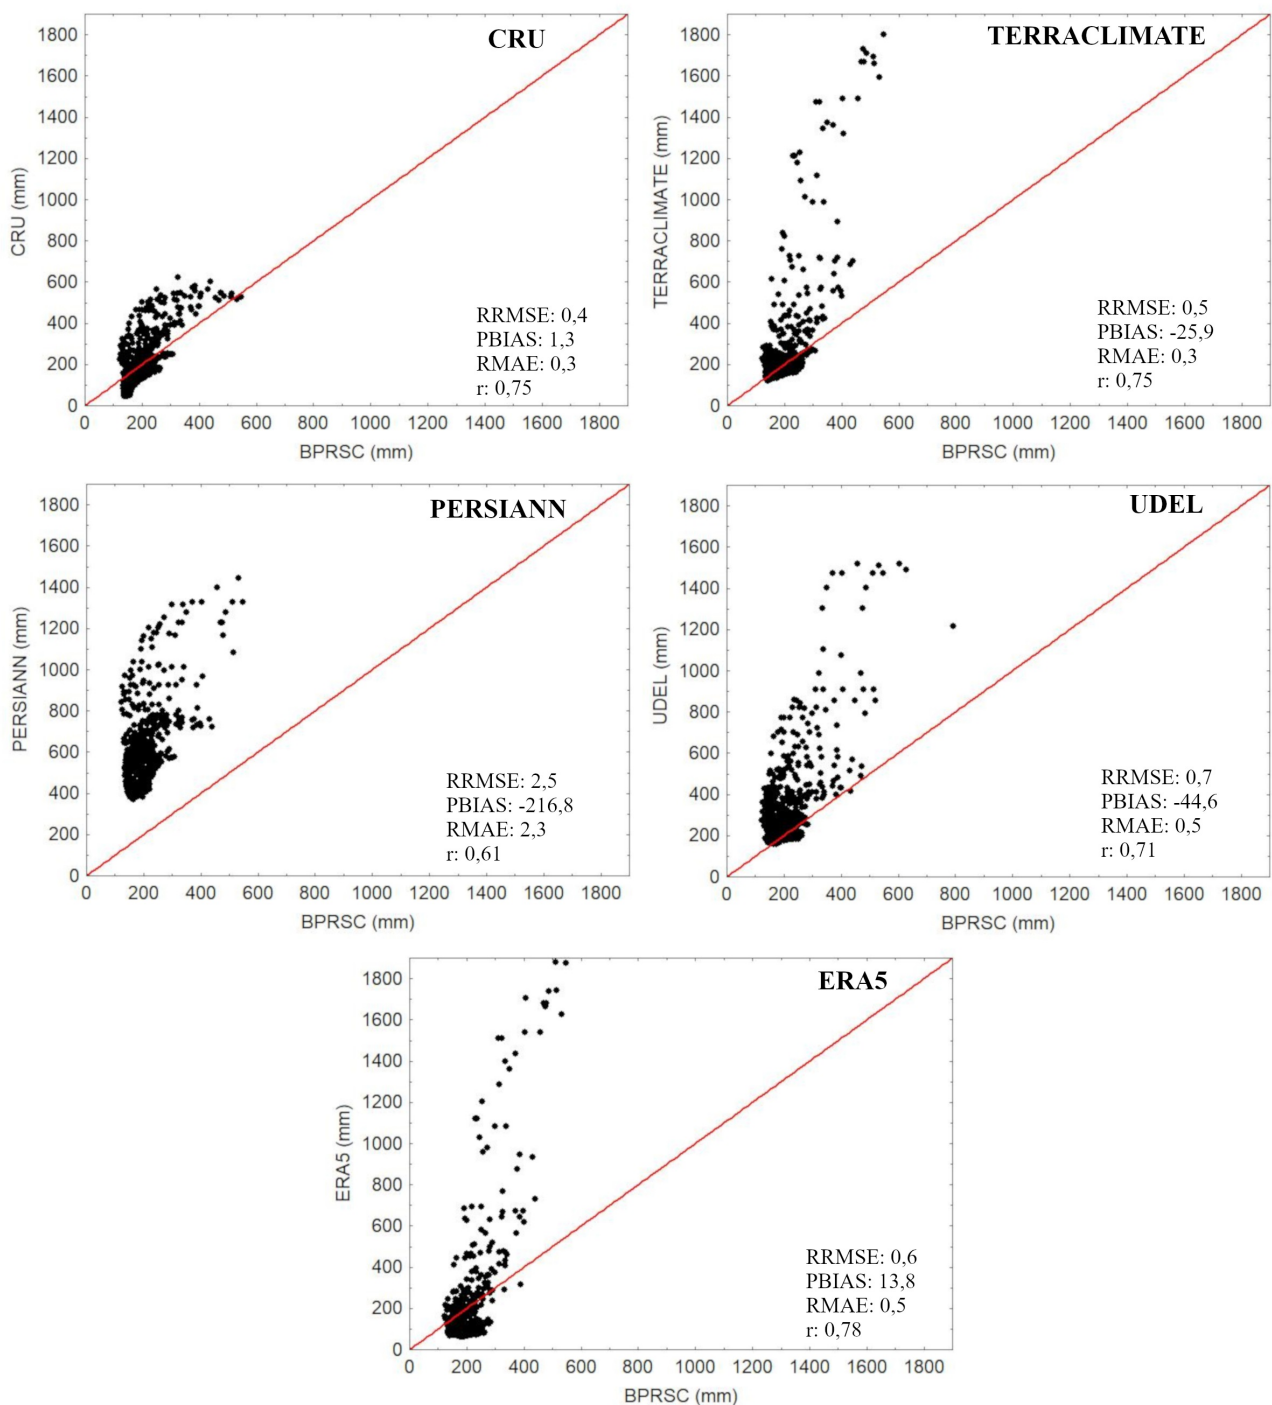 CRU
1800
1600
1400
1200
1000
800
600
400
200
0
CRU (mm)
RRMSE: 0,4
PBIAS: 1,3
RMAE: 0,3
r: 0,75
0 200 400 600 800 1000 1200 1400 1600 1800
BPRSC (mm)
TERRACLIMATE
1800
1600
1400
1200
1000
800
600
400
200
0
TERRACLIMATE (mm)
RRMSE: 0,5
PBIAS: -25,9
RMAE: 0,3
r: 0,75
0 200 400 600 800 1000 1200 1400 1600 1800
BPRSC (mm)
PERSIANN
1800
1600
1400
1200
1000
800
600
400
200
0
PERSIANN (mm)
RRMSE: 2,5
PBIAS: -216,8
RMAE: 2,3
r: 0,61
0 200 400 600 800 1000 1200 1400 1600 1800
BPRSC (mm)
UDEL
1800
1600
1400
1200
1000
800
600
400
200
0
UDEL (mm)
RRMSE: 0,7
PBIAS: -44,6
RMAE: 0,5
r: 0,71
0 200 400 600 800 1000 1200 1400 1600 1800
BPRSC (mm)
ERA5
1800
1600
1400
1200
1000
800
600
400
200
0
ERA5 (mm)
RRMSE: 0,6
PBIAS: 13,8
RMAE: 0,5
r: 0,78
0 200 400 600 800 1000 1200 1400 1600 1800
BPRSC (mm)